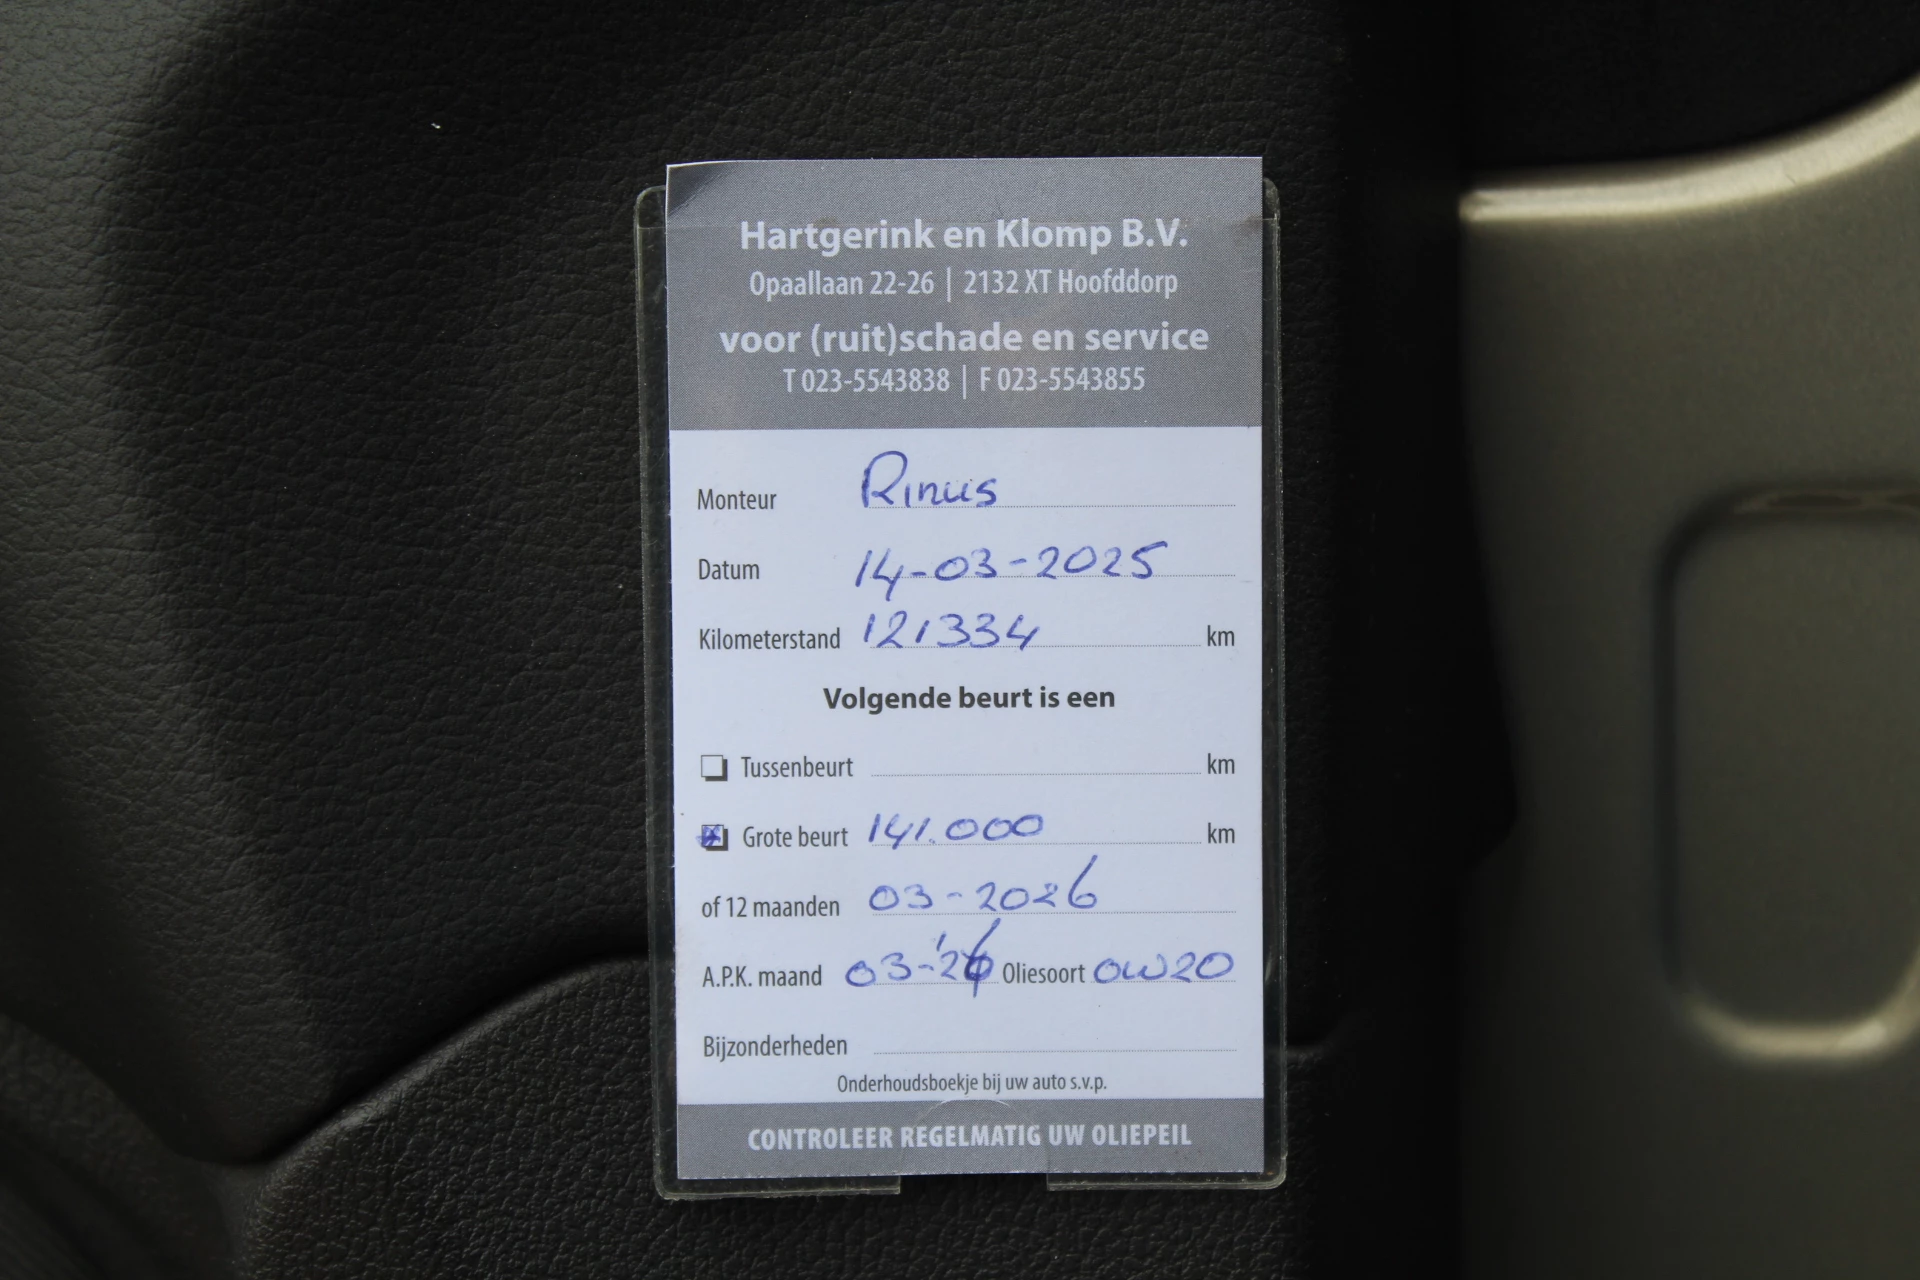 Hartgerink en Klomp B.V.
Opaallaan 22-26 | 2132 XT Hoofddorp
voor (ruit)schade en service
T 023-5543838 | F 023-5543855
Monteur Rinus
Datum 14-03-2025
Kilometerstand 121334 km
Volgende beurt is een
Tussenbeurt km
Grote beurt 141.000 km
of 12 maanden 03-2026
A.P.K. maand 03-'26 Oliesoort 0W20
Bijzonderheden
Onderhoudsboekje bij uw auto s.v.p.
CONTROLEER REGELMATIG UW OLIEPEIL